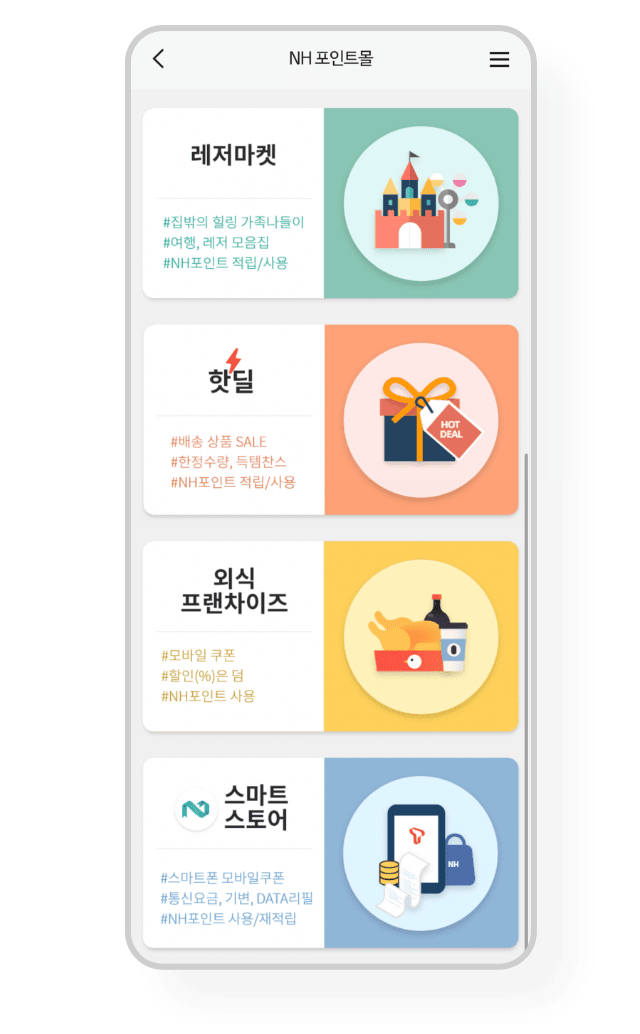 NH 포인트몰
레저마켓
#집밖의 힐링 가족나들이
#여행, 레저 모음집
#NH포인트 적립/사용
핫딜
#배송 상품 SALE
#한정수량, 득템찬스
#NH포인트 적립/사용
HOT
DEAL
외식
프랜차이즈
#모바일 쿠폰
#할인(%)은 덤
#NH포인트 사용
스마트
스토어
#스마트폰 모바일쿠폰
#통신요금, 기변, DATA리필
#NH포인트 사용/재적립
NH